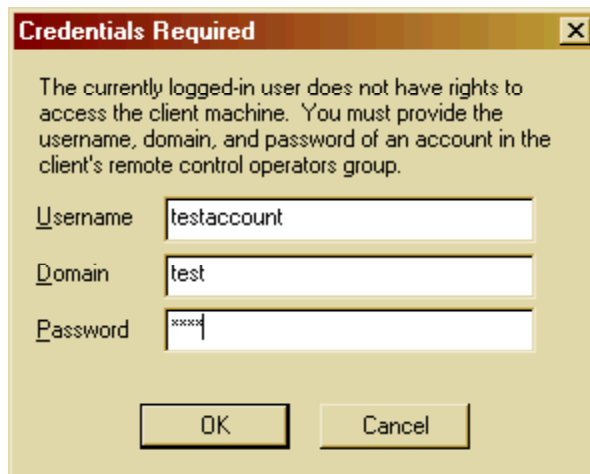 Credentials Required
The currently logged-in user does not have rights to
access the client machine. You must provide the
username, domain, and password of an account in the
client's remote control operators group.
Username testaccount
Domain test
Password ****
OK Cancel